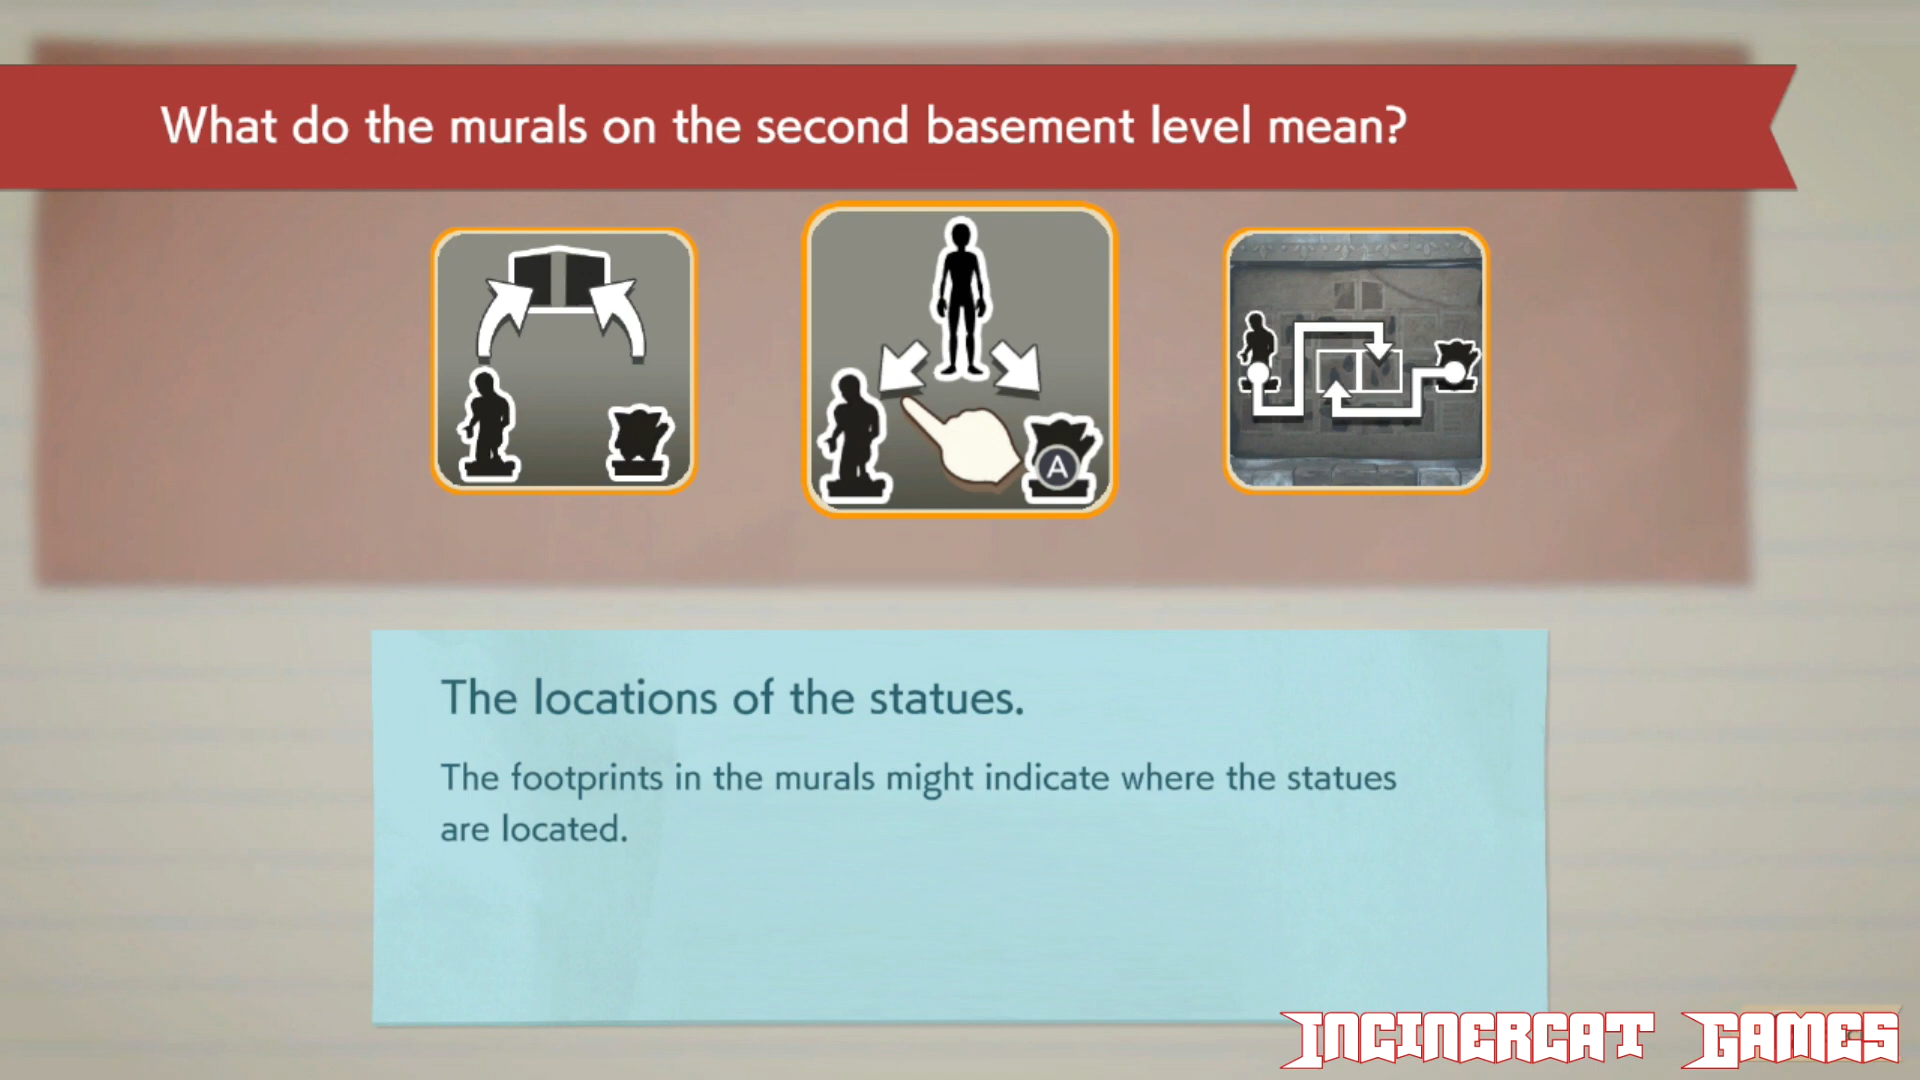 What do the murals on the second basement level mean?
A
The locations of the statues.
The footprints in the murals might indicate where the statues
are located.
INCINERCAT GAMES